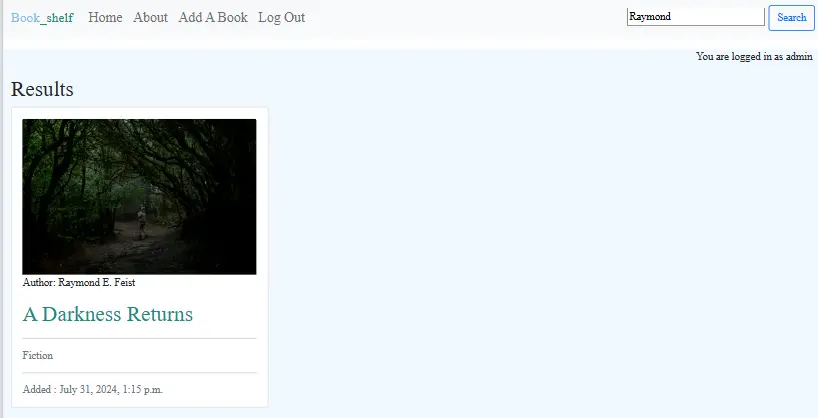 Book_shelf Home About Add A Book Log Out Raymond Search
You are logged in as admin
Results
Author: Raymond E. Feist
A Darkness Returns
Fiction
Added : July 31, 2024, 1:15 p.m.